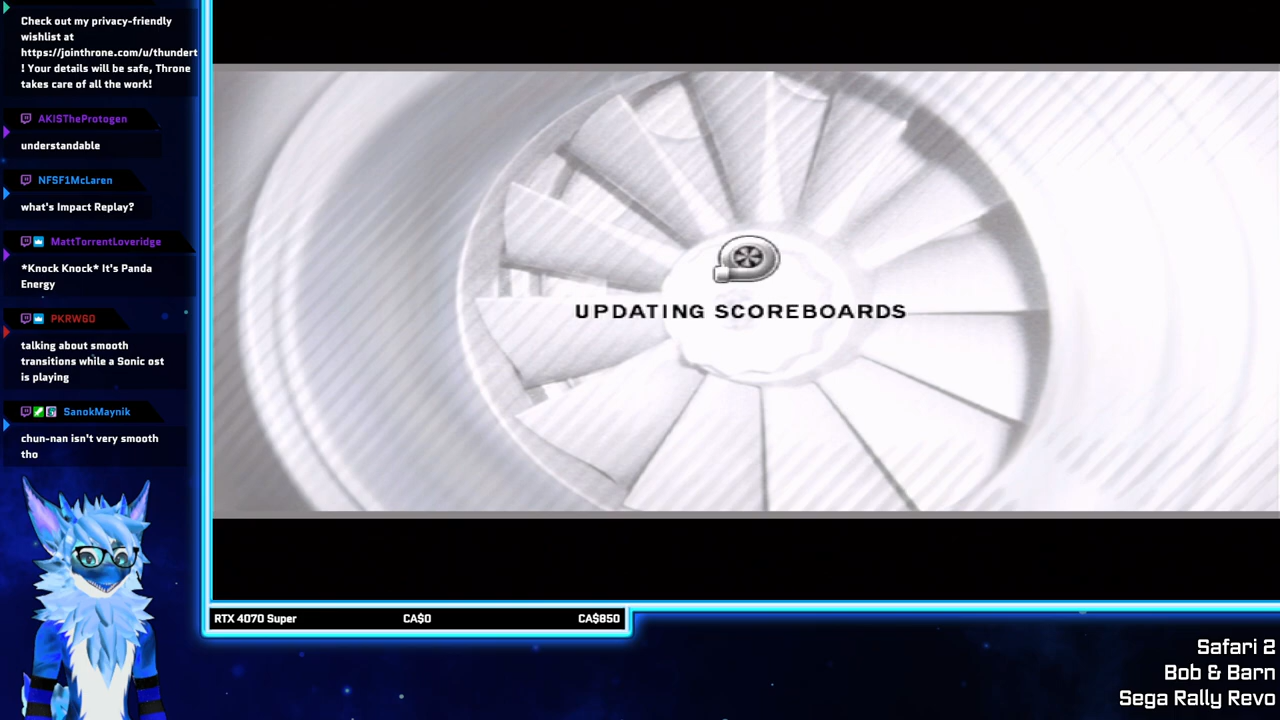 Check out my privacy-friendly
wishlist at
https://jointhrone.com/u/thundert
! Your details will be safe, Throne
takes care of all the work!
AKISTheProtogen
understandable
NFSF1McLaren
what's Impact Replay?
MattTorrentLoveridge
*Knock Knock* It's Panda
Energy
PKRW60
talking about smooth
transitions while a Sonic ost
is playing
SanokMaynik
chun-nan isn't very smooth
tho
UPDATING SCOREBOARDS
RTX 4070 Super CA$0 CA$850
Safari 2
Bob & Barn
Sega Rally Revo